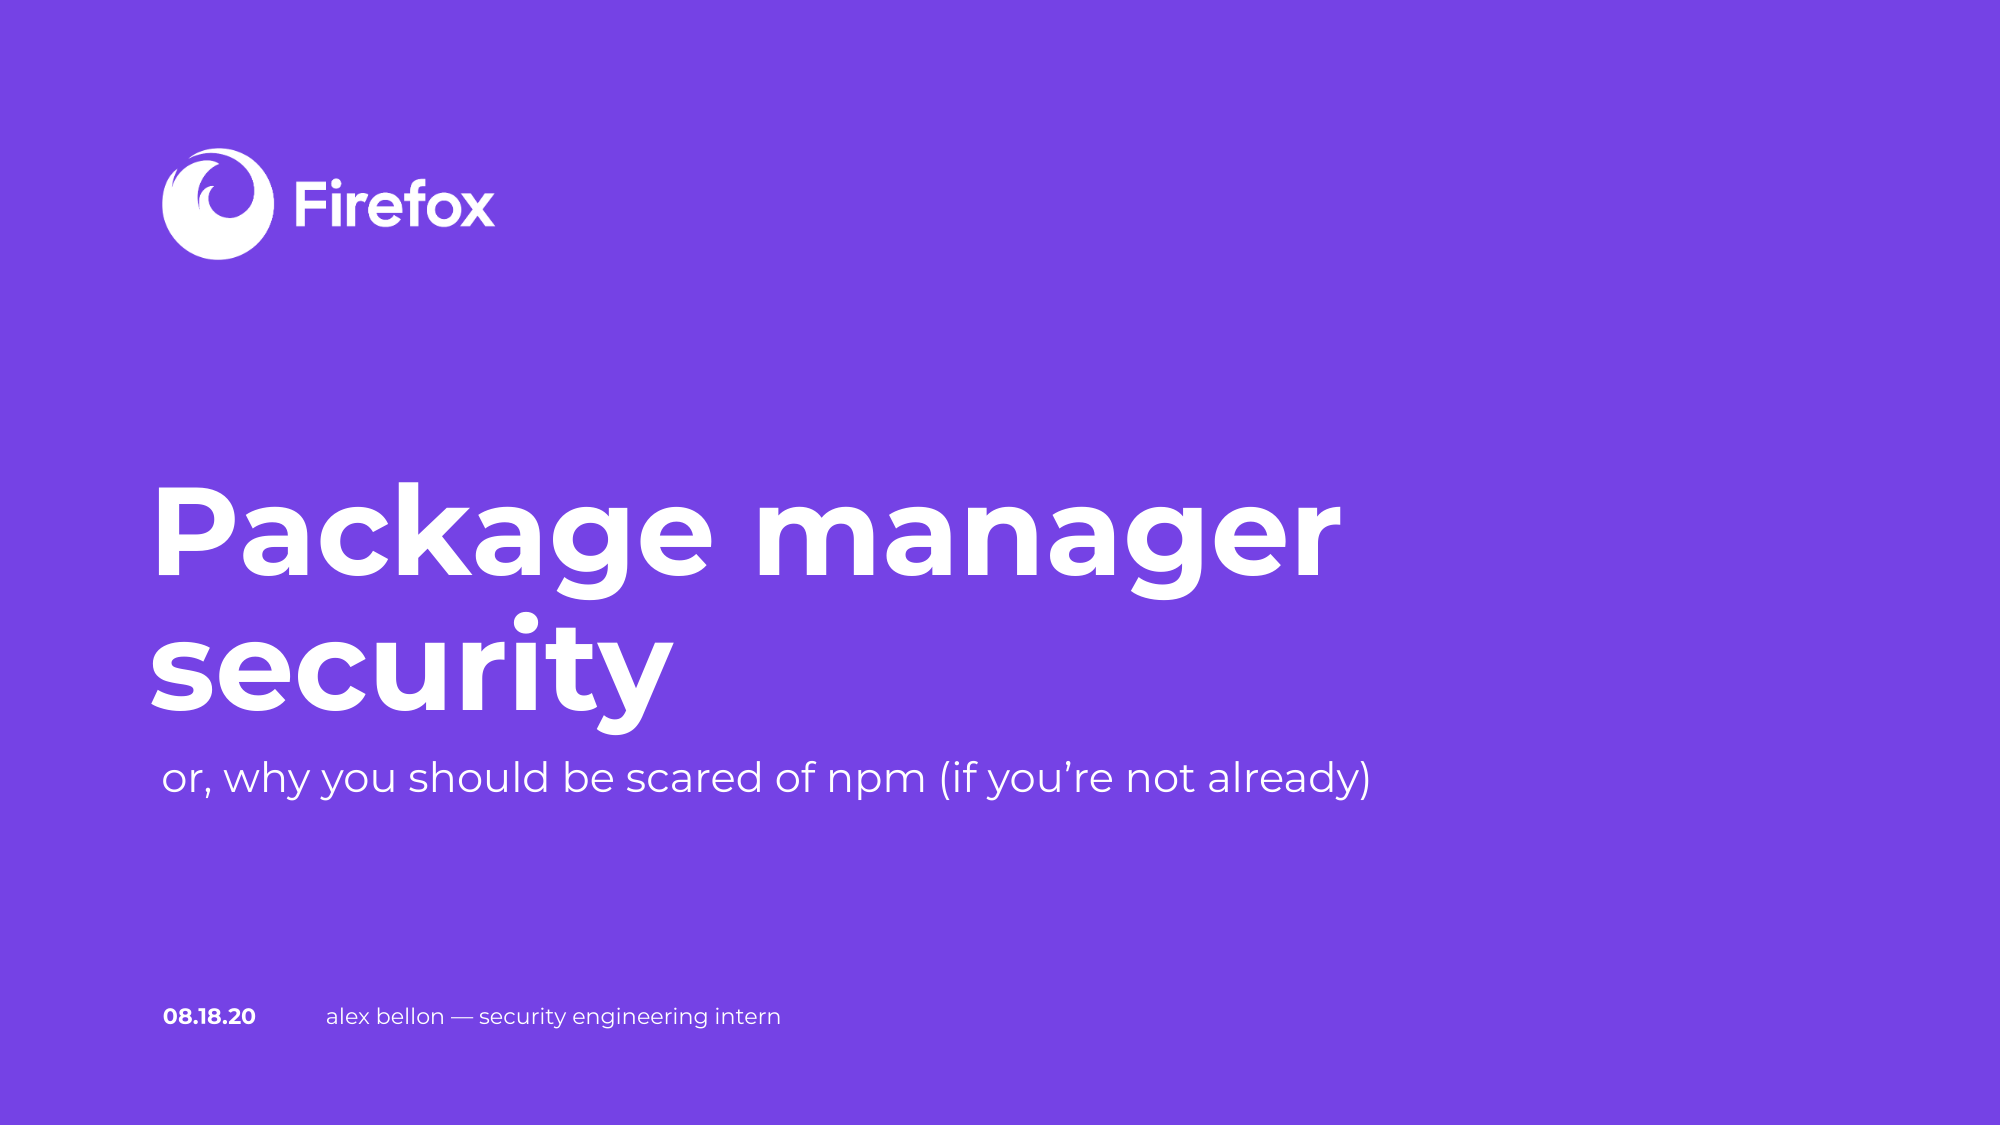 Firefox
Package manager
security
or, why you should be scared of npm (if you’re not already)
08.18.20 alex bellon — security engineering intern